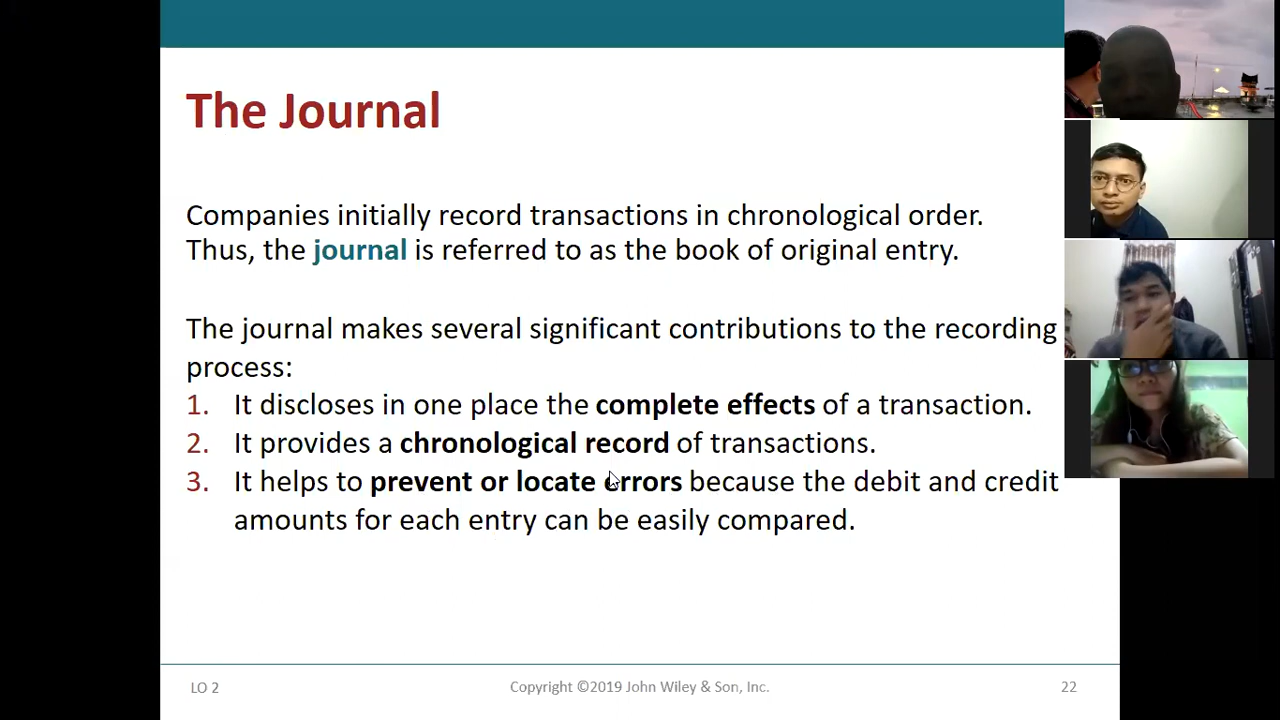 The Journal
Companies initially record transactions in chronological order.
Thus, the journal is referred to as the book of original entry.
The journal makes several significant contributions to the recording
process:
1. It discloses in one place the complete effects of a transaction.
2. It provides a chronological record of transactions.
3. It helps to prevent or locate errors because the debit and credit
amounts for each entry can be easily compared.
LO 2
Copyright ©2019 John Wiley & Son, Inc.
22